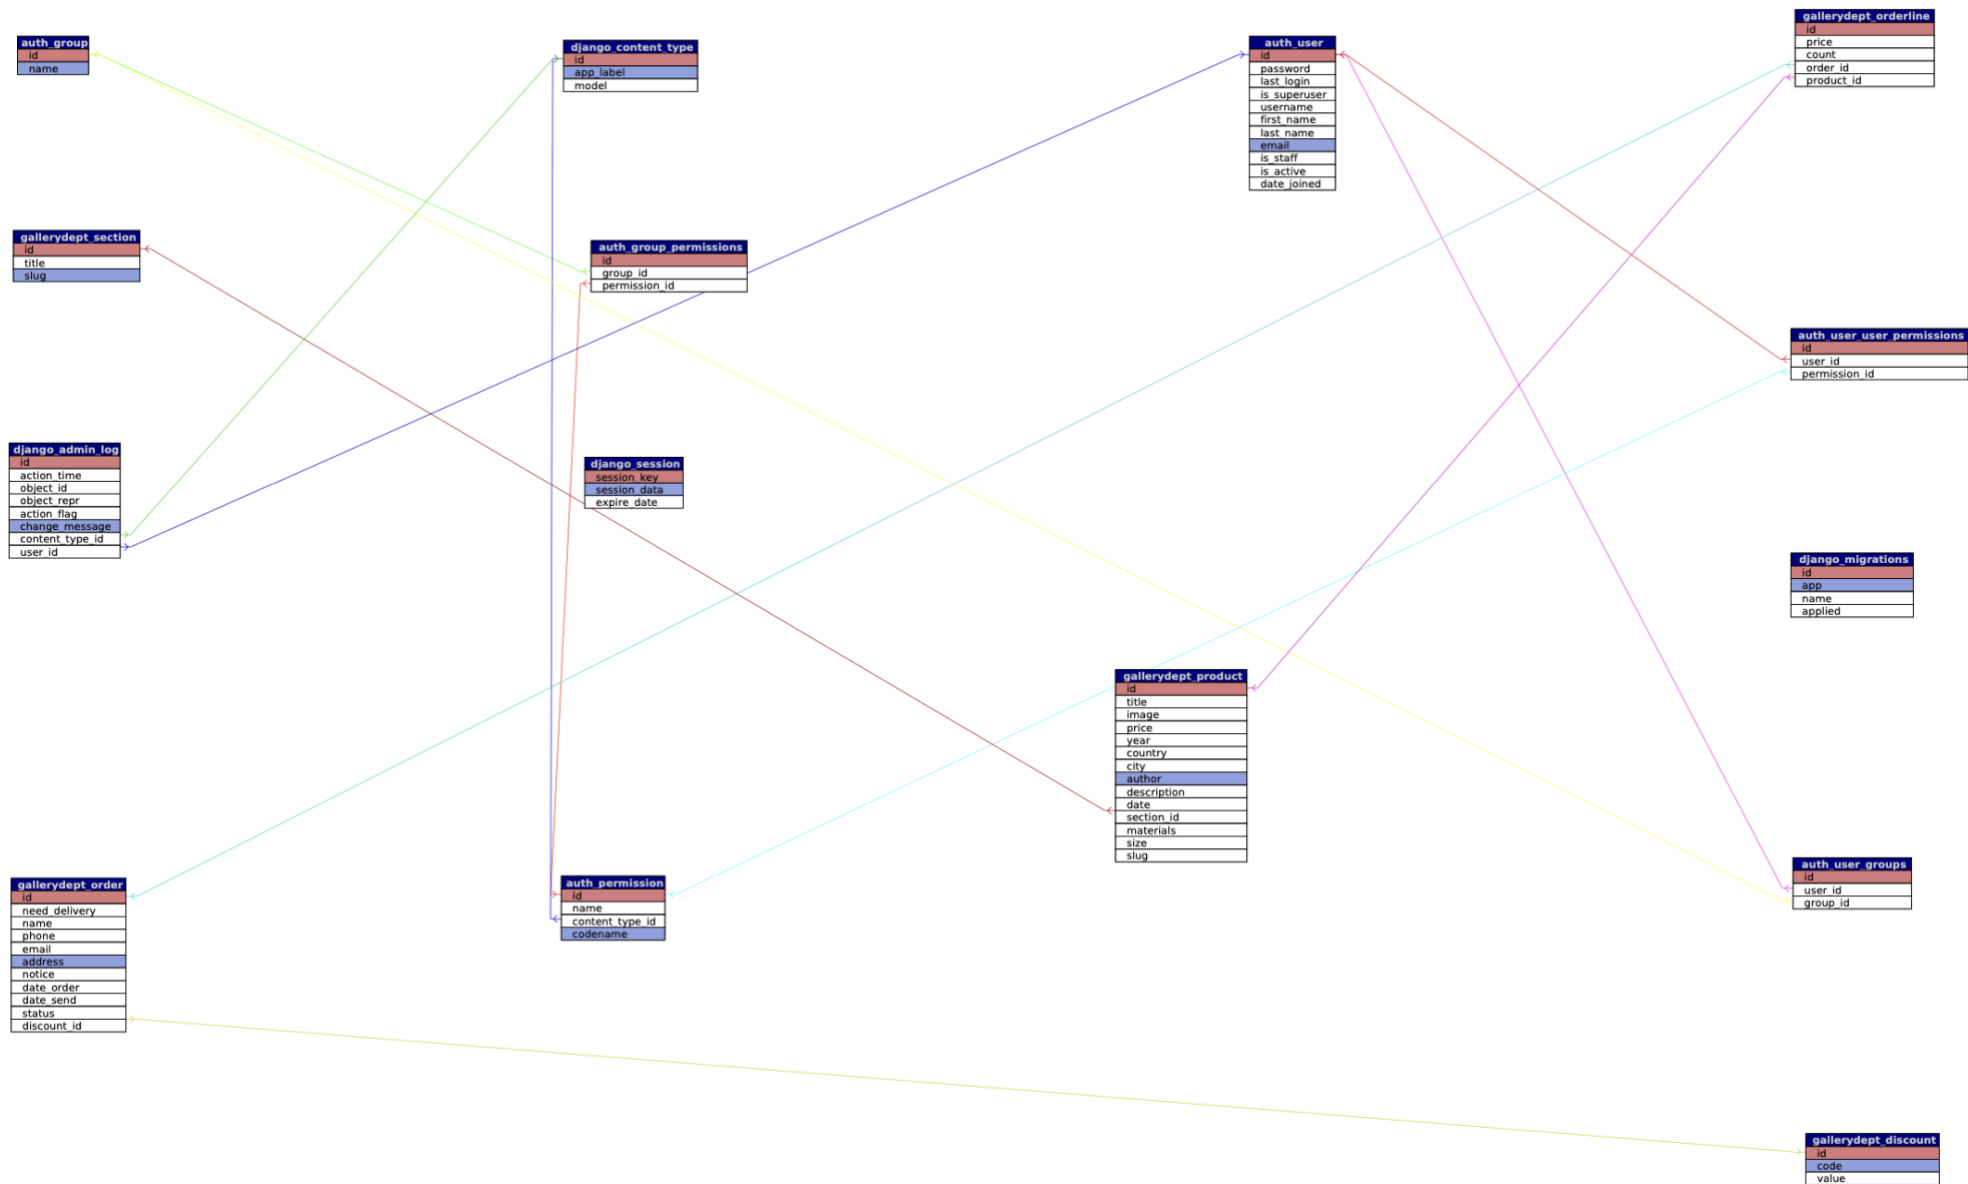 auth_group
id
name
django_content_type
id
app_label
model
auth_user
id
password
last_login
is_superuser
username
first_name
last_name
email
is_staff
is_active
date_joined
gallerydept_orderline
id
price
count
order_id
product_id
gallerydept_section
id
title
slug
auth_group_permissions
id
group_id
permission_id
auth_user_user_permissions
id
user_id
permission_id
django_admin_log
id
action_time
object_id
object_repr
action_flag
change_message
content_type_id
user_id
django_session
session_key
session_data
expire_date
django_migrations
id
app
name
applied
gallerydept_product
id
title
image
price
year
country
city
author
description
date
section_id
materials
size
slug
gallerydept_order
id
need_delivery
name
phone
email
address
notice
date_order
date_send
status
discount_id
auth_permission
id
name
content_type_id
codename
auth_user_groups
id
user_id
group_id
gallerydept_discount
id
code
value